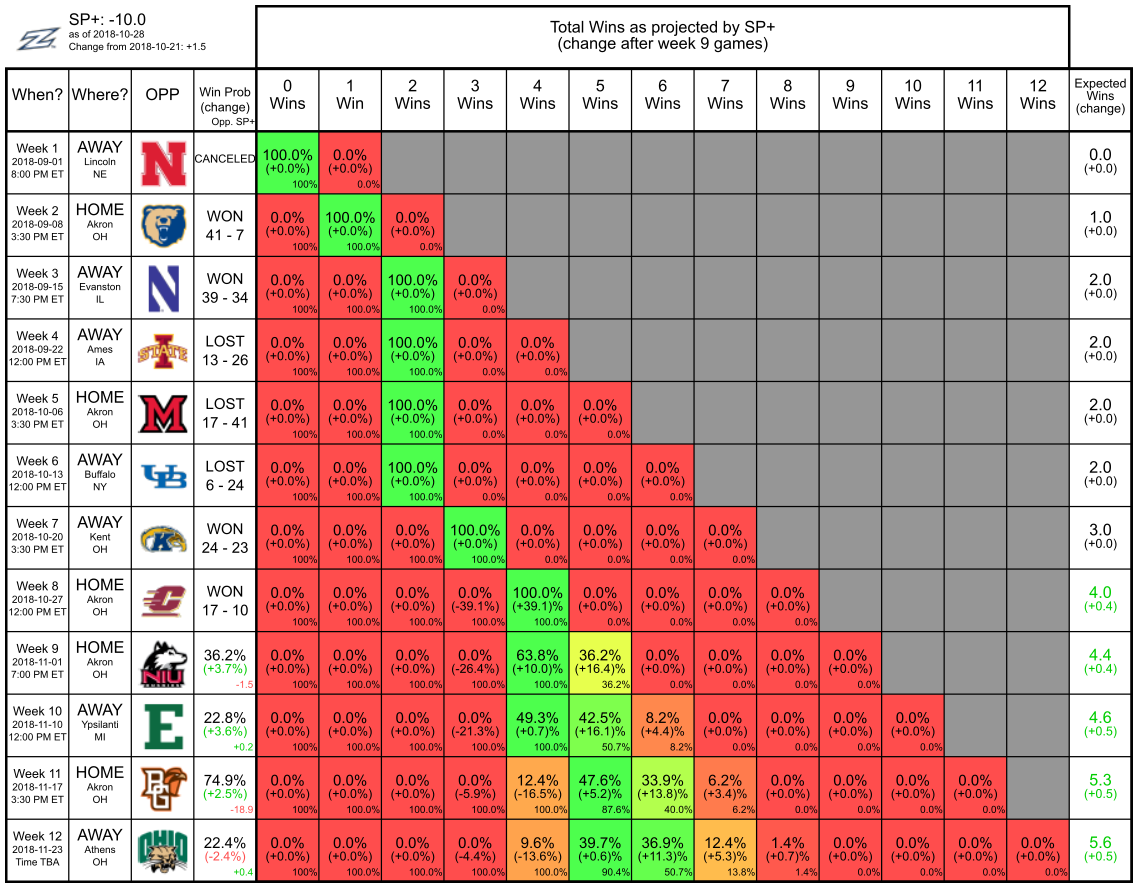 SP+: -10.0
as of 2018-10-28
Change from 2018-10-21: +1.5
Total Wins as projected by SP+
(change after week 9 games)
When? Where? OPP Win Prob (change) Opp. SP+ 0 Wins 1 Win 2 Wins 3 Wins 4 Wins 5 Wins 6 Wins 7 Wins 8 Wins 9 Wins 10 Wins 11 Wins 12 Wins Expected Wins (change)
Week 1 AWAY N CANCELED 100.0% 0.0% 0.0
2018-09-01 Lincoln (+0.0%) (+0.0%) (+0.0)
8:00 PM ET NE 100% 0.0%
Week 2 HOME WON 0.0% 100.0% 0.0% 1.0
2018-09-08 Akron 41 - 7 (+0.0%) (+0.0%) (+0.0%) (+0.0)
3:30 PM ET OH 100% 100.0% 0.0%
Week 3 AWAY N WON 0.0% 0.0% 100.0% 0.0% 2.0
2018-09-15 Evanston 39 - 34 (+0.0%) (+0.0%) (+0.0%) (+0.0%) (+0.0)
7:30 PM ET IL 100% 100.0% 100.0% 0.0%
Week 4 AWAY I STATE LOST 0.0% 0.0% 100.0% 0.0% 0.0% 2.0
2018-09-22 Ames 13 - 26 (+0.0%) (+0.0%) (+0.0%) (+0.0%) (+0.0%) (+0.0)
12:00 PM ET IA 100% 100.0% 100.0% 0.0% 0.0%
Week 5 HOME M LOST 0.0% 0.0% 100.0% 0.0% 0.0% 0.0% 2.0
2018-10-06 Akron 17 - 41 (+0.0%) (+0.0%) (+0.0%) (+0.0%) (+0.0%) (+0.0%) (+0.0)
3:30 PM ET OH 100% 100.0% 100.0% 0.0% 0.0% 0.0%
Week 6 AWAY UB LOST 0.0% 0.0% 100.0% 0.0% 0.0% 0.0% 0.0% 2.0
2018-10-13 Buffalo 6 - 24 (+0.0%) (+0.0%) (+0.0%) (+0.0%) (+0.0%) (+0.0%) (+0.0%) (+0.0)
12:00 PM ET NY 100% 100.0% 100.0% 0.0% 0.0% 0.0% 0.0%
Week 7 AWAY K WON 0.0% 0.0% 0.0% 100.0% 0.0% 0.0% 0.0% 0.0% 3.0
2018-10-20 Kent 24 - 23 (+0.0%) (+0.0%) (+0.0%) (+0.0%) (+0.0%) (+0.0%) (+0.0%) (+0.0%) (+0.0)
3:30 PM ET OH 100% 100.0% 100.0% 100.0% 0.0% 0.0% 0.0% 0.0%
Week 8 HOME C WON 0.0% 0.0% 0.0% 0.0% 100.0% 0.0% 0.0% 0.0% 0.0% 4.0
2018-10-27 Akron 17 - 10 (+0.0%) (+0.0%) (+0.0%) (-39.1%) (+39.1)% (+0.0%) (+0.0%) (+0.0%) (+0.0%) (+0.4)
12:00 PM ET OH 100% 100.0% 100.0% 100.0% 100.0% 0.0% 0.0% 0.0% 0.0%
Week 9 HOME NIU 36.2% 0.0% 0.0% 0.0% 0.0% 63.8% 36.2% 0.0% 0.0% 0.0% 0.0% 4.4
2018-11-01 Akron (+3.7%) (+0.0%) (+0.0%) (+0.0%) (-26.4%) (+10.0)% (+16.4)% (+0.0%) (+0.0%) (+0.0%) (+0.0%) (+0.4)
7:00 PM ET OH -1.5 100% 100.0% 100.0% 100.0% 100.0% 36.2% 0.0% 0.0% 0.0% 0.0%
Week 10 AWAY E 22.8% 0.0% 0.0% 0.0% 0.0% 49.3% 42.5% 8.2% 0.0% 0.0% 0.0% 0.0% 4.6
2018-11-10 Ypsilanti (+3.6%) (+0.0%) (+0.0%) (+0.0%) (-21.3%) (+0.7)% (+16.1)% (+4.4)% (+0.0%) (+0.0%) (+0.0%) (+0.0%) (+0.5)
12:00 PM ET MI +0.2 100% 100.0% 100.0% 100.0% 100.0% 50.7% 8.2% 0.0% 0.0% 0.0% 0.0%
Week 11 HOME BG 74.9% 0.0% 0.0% 0.0% 0.0% 12.4% 47.6% 33.9% 6.2% 0.0% 0.0% 0.0% 0.0% 5.3
2018-11-17 Akron (+2.5%) (+0.0%) (+0.0%) (+0.0%) (-5.9%) (-16.5%) (+5.2)% (+13.8)% (+3.4)% (+0.0%) (+0.0%) (+0.0%) (+0.0%) (+0.5)
3:30 PM ET OH -18.9 100% 100.0% 100.0% 100.0% 100.0% 87.6% 40.0% 6.2% 0.0% 0.0% 0.0% 0.0%
Week 12 AWAY OHIO 22.4% 0.0% 0.0% 0.0% 0.0% 9.6% 39.7% 36.9% 12.4% 1.4% 0.0% 0.0% 0.0% 0.0% 5.6
2018-11-23 Athens (-2.4%) (+0.0%) (+0.0%) (+0.0%) (-4.4%) (-13.6%) (+0.6)% (+11.3)% (+5.3)% (+0.7)% (+0.0%) (+0.0%) (+0.0%) (+0.0%) (+0.5)
Time TBA OH +0.4 100% 100.0% 100.0% 100.0% 100.0% 90.4% 50.7% 13.8% 1.4% 0.0% 0.0% 0.0% 0.0%